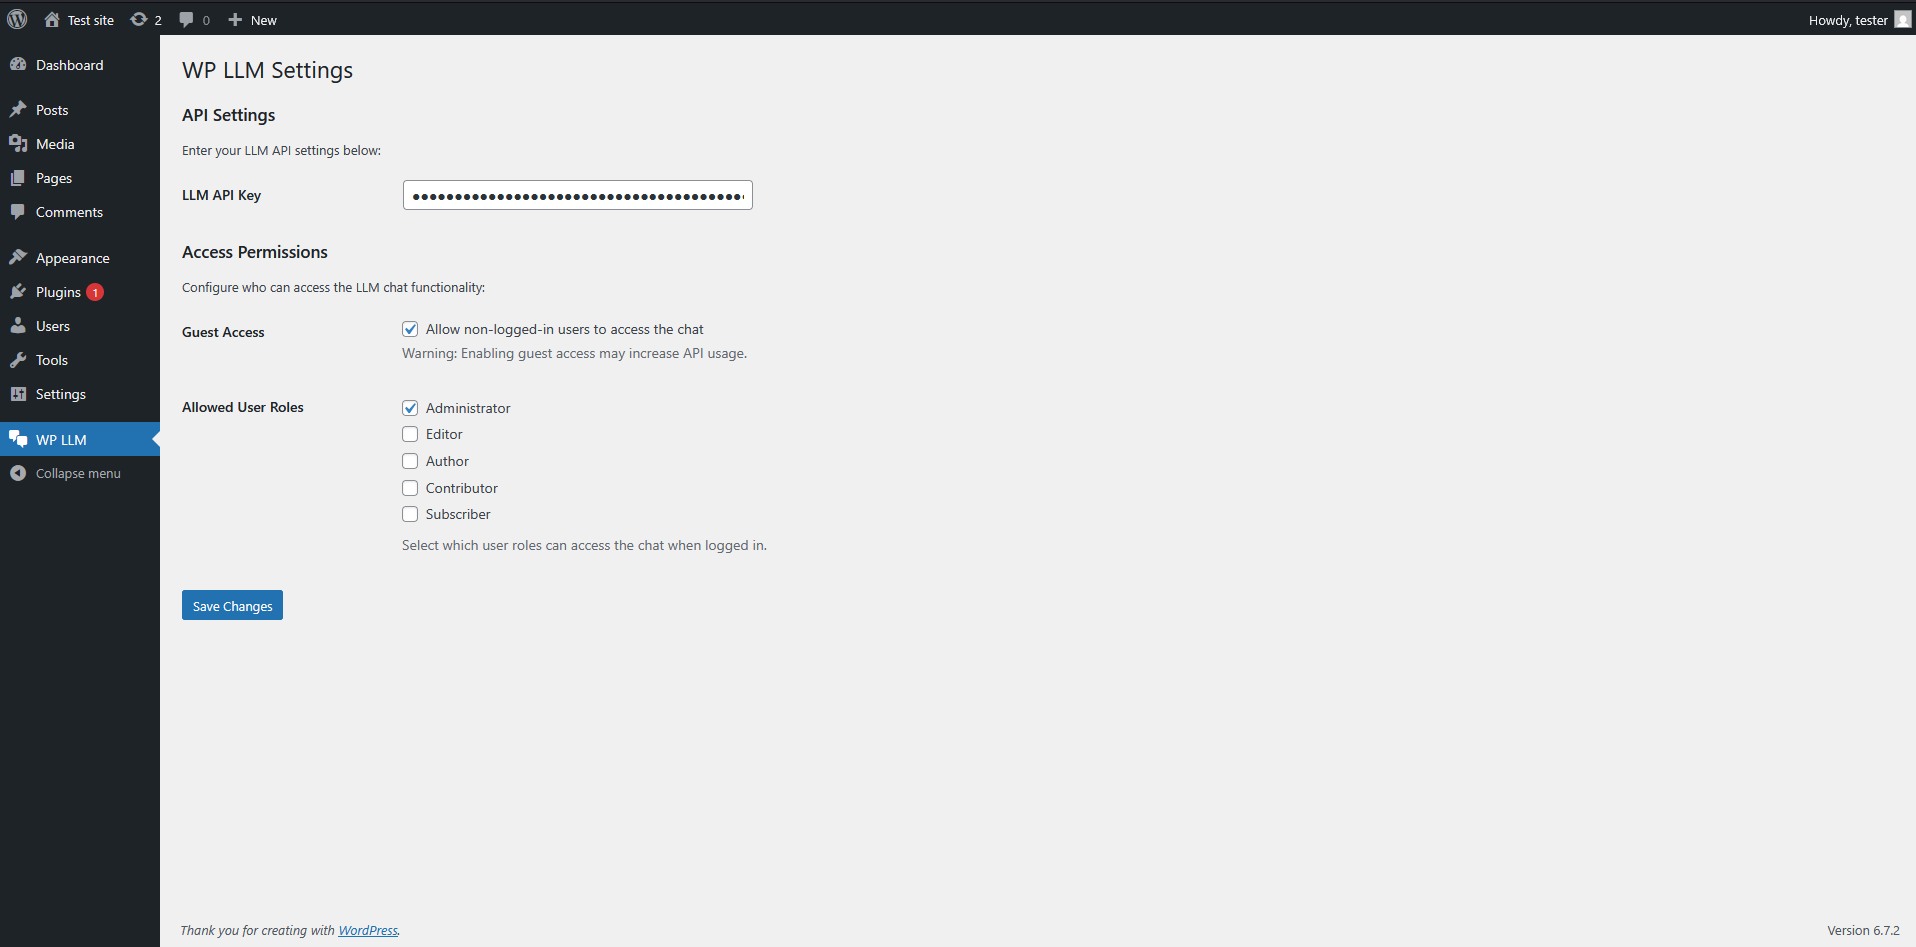 Test site 2 0 New Howdy, tester
Dashboard
Posts
Media
Pages
Comments
Appearance
Plugins 1
Users
Tools
Settings
WP LLM
Collapse menu
WP LLM Settings
API Settings
Enter your LLM API settings below:
LLM API Key
Access Permissions
Configure who can access the LLM chat functionality:
Guest Access
Allow non-logged-in users to access the chat
Warning: Enabling guest access may increase API usage.
Allowed User Roles
Administrator
Editor
Author
Contributor
Subscriber
Select which user roles can access the chat when logged in.
Save Changes
Thank you for creating with WordPress.
Version 6.7.2